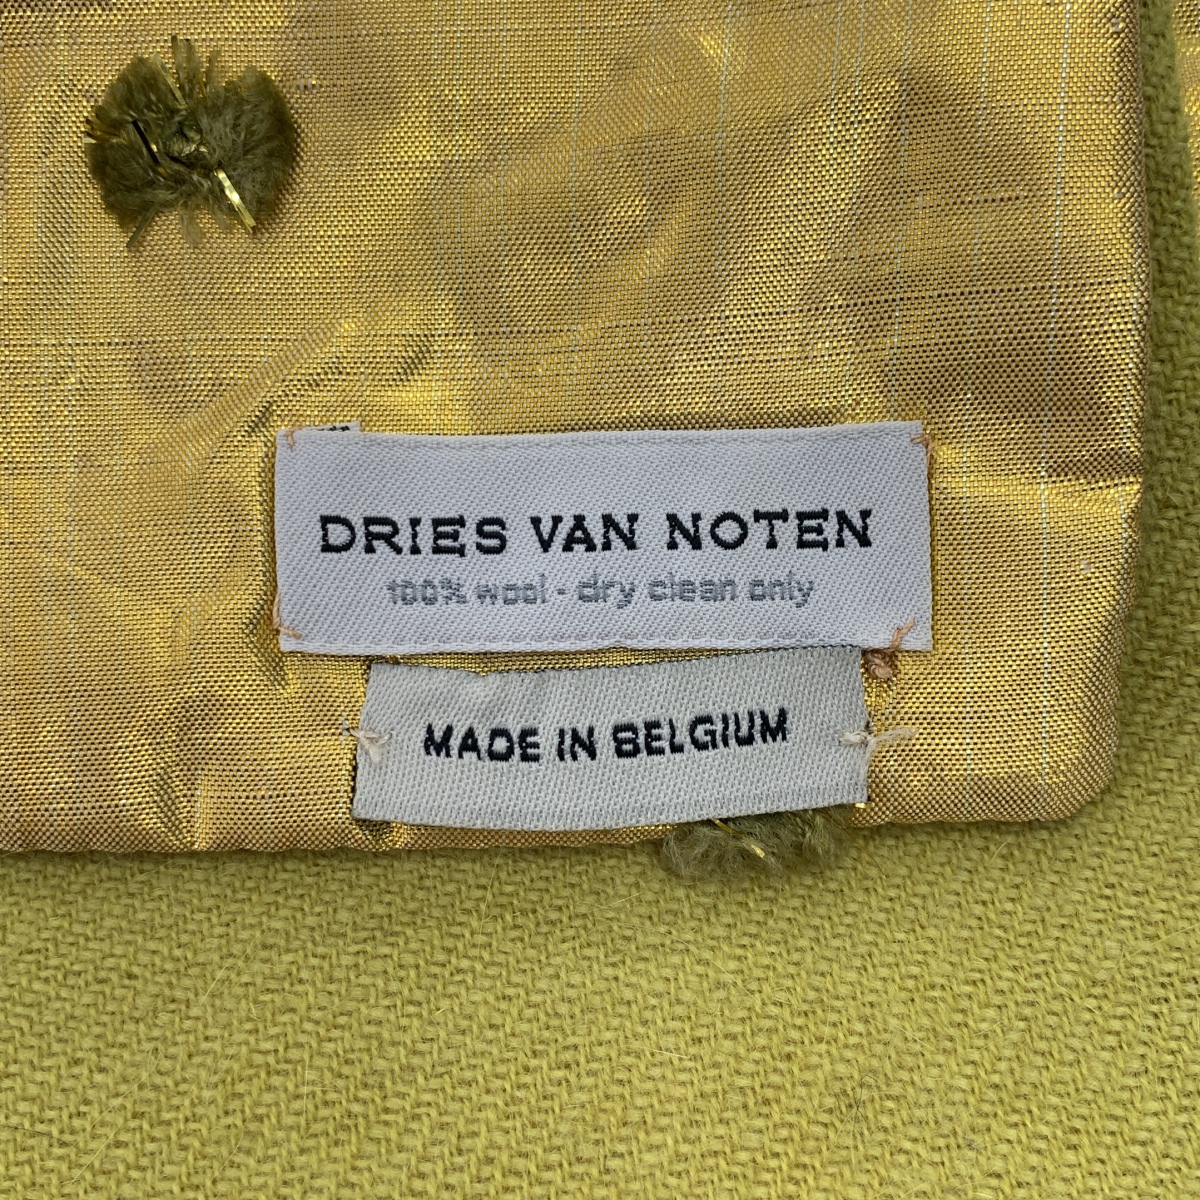 DRIES VAN NOTEN
100% wool - dry clean only
MADE IN BELGIUM